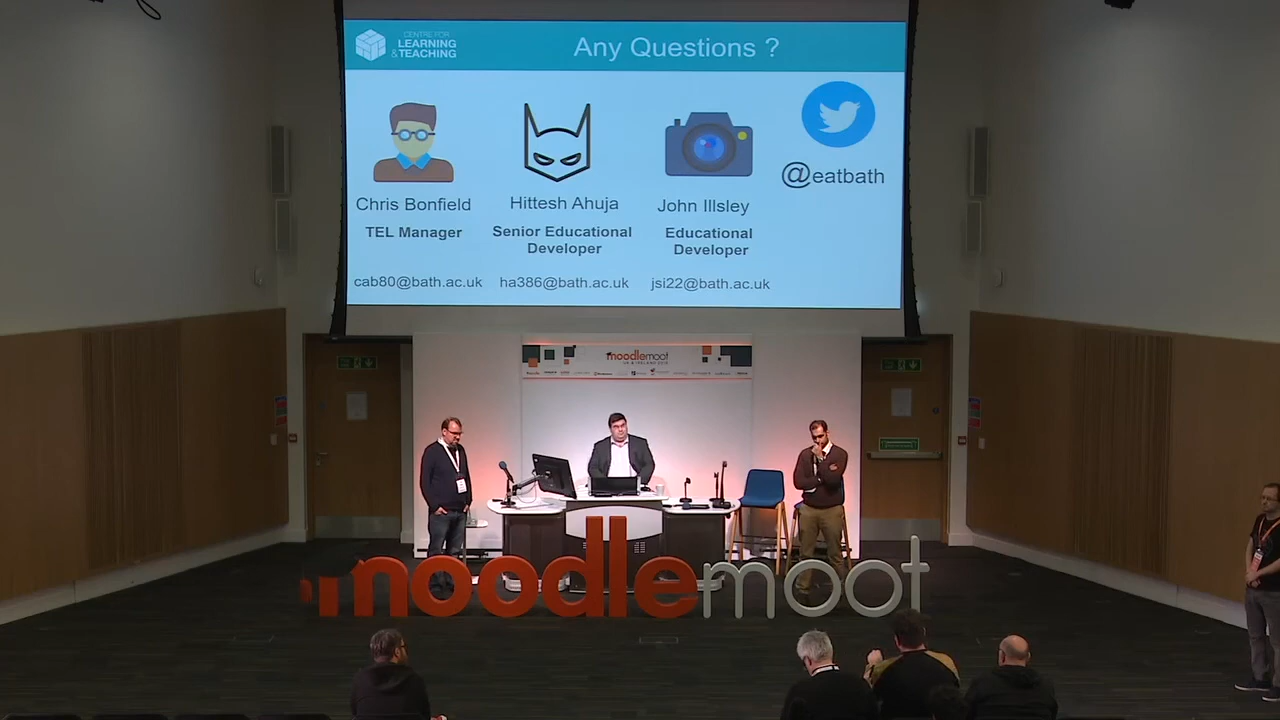 CENTRE FOR
LEARNING
& TEACHING
Any Questions ?
@eatbath
Chris Bonfield
Hittesh Ahuja
John Illsley
TEL Manager
Senior Educational
Developer
Educational
Developer
cab80@bath.ac.uk
ha386@bath.ac.uk
jsi22@bath.ac.uk
moodlemoot
moodlemoot